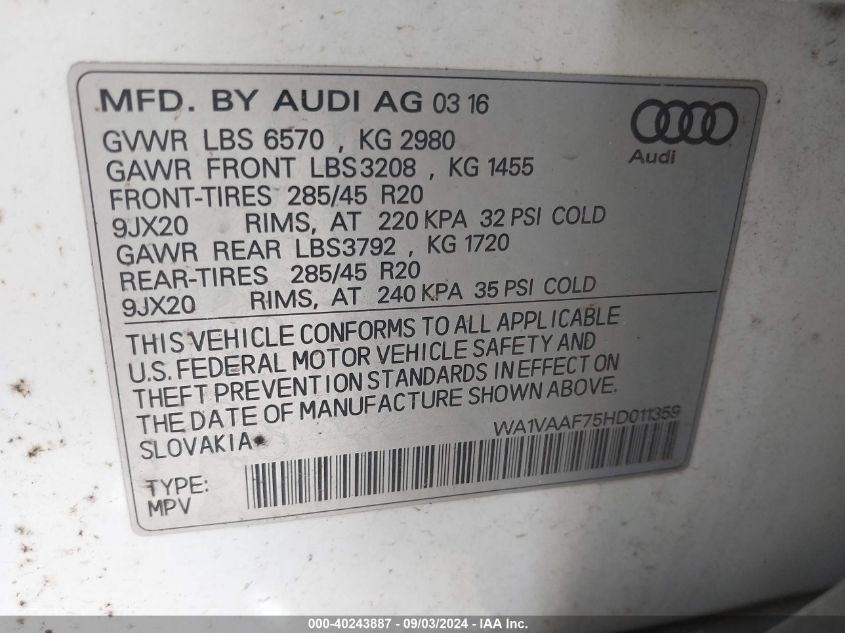 MFD. BY AUDI AG 03 16
Audi
GVWR LBS 6570 , KG 2980
GAWR FRONT LBS3208 , KG 1455
FRONT-TIRES 285/45 R20
9JX20 RIMS, AT 220 KPA 32 PSI COLD
GAWR REAR LBS3792 , KG 1720
REAR-TIRES 285/45 R20
9JX20 RIMS, AT 240 KPA 35 PSI COLD
THIS VEHICLE CONFORMS TO ALL APPLICABLE
U.S. FEDERAL MOTOR VEHICLE SAFETY AND
THEFT PREVENTION STANDARDS IN EFFECT ON
THE DATE OF MANUFACTURE SHOWN ABOVE.
SLOVAKIA
WA1VAAF75HD011359
TYPE:
MPV
000-40243887 - 09/03/2024 - IAA Inc.